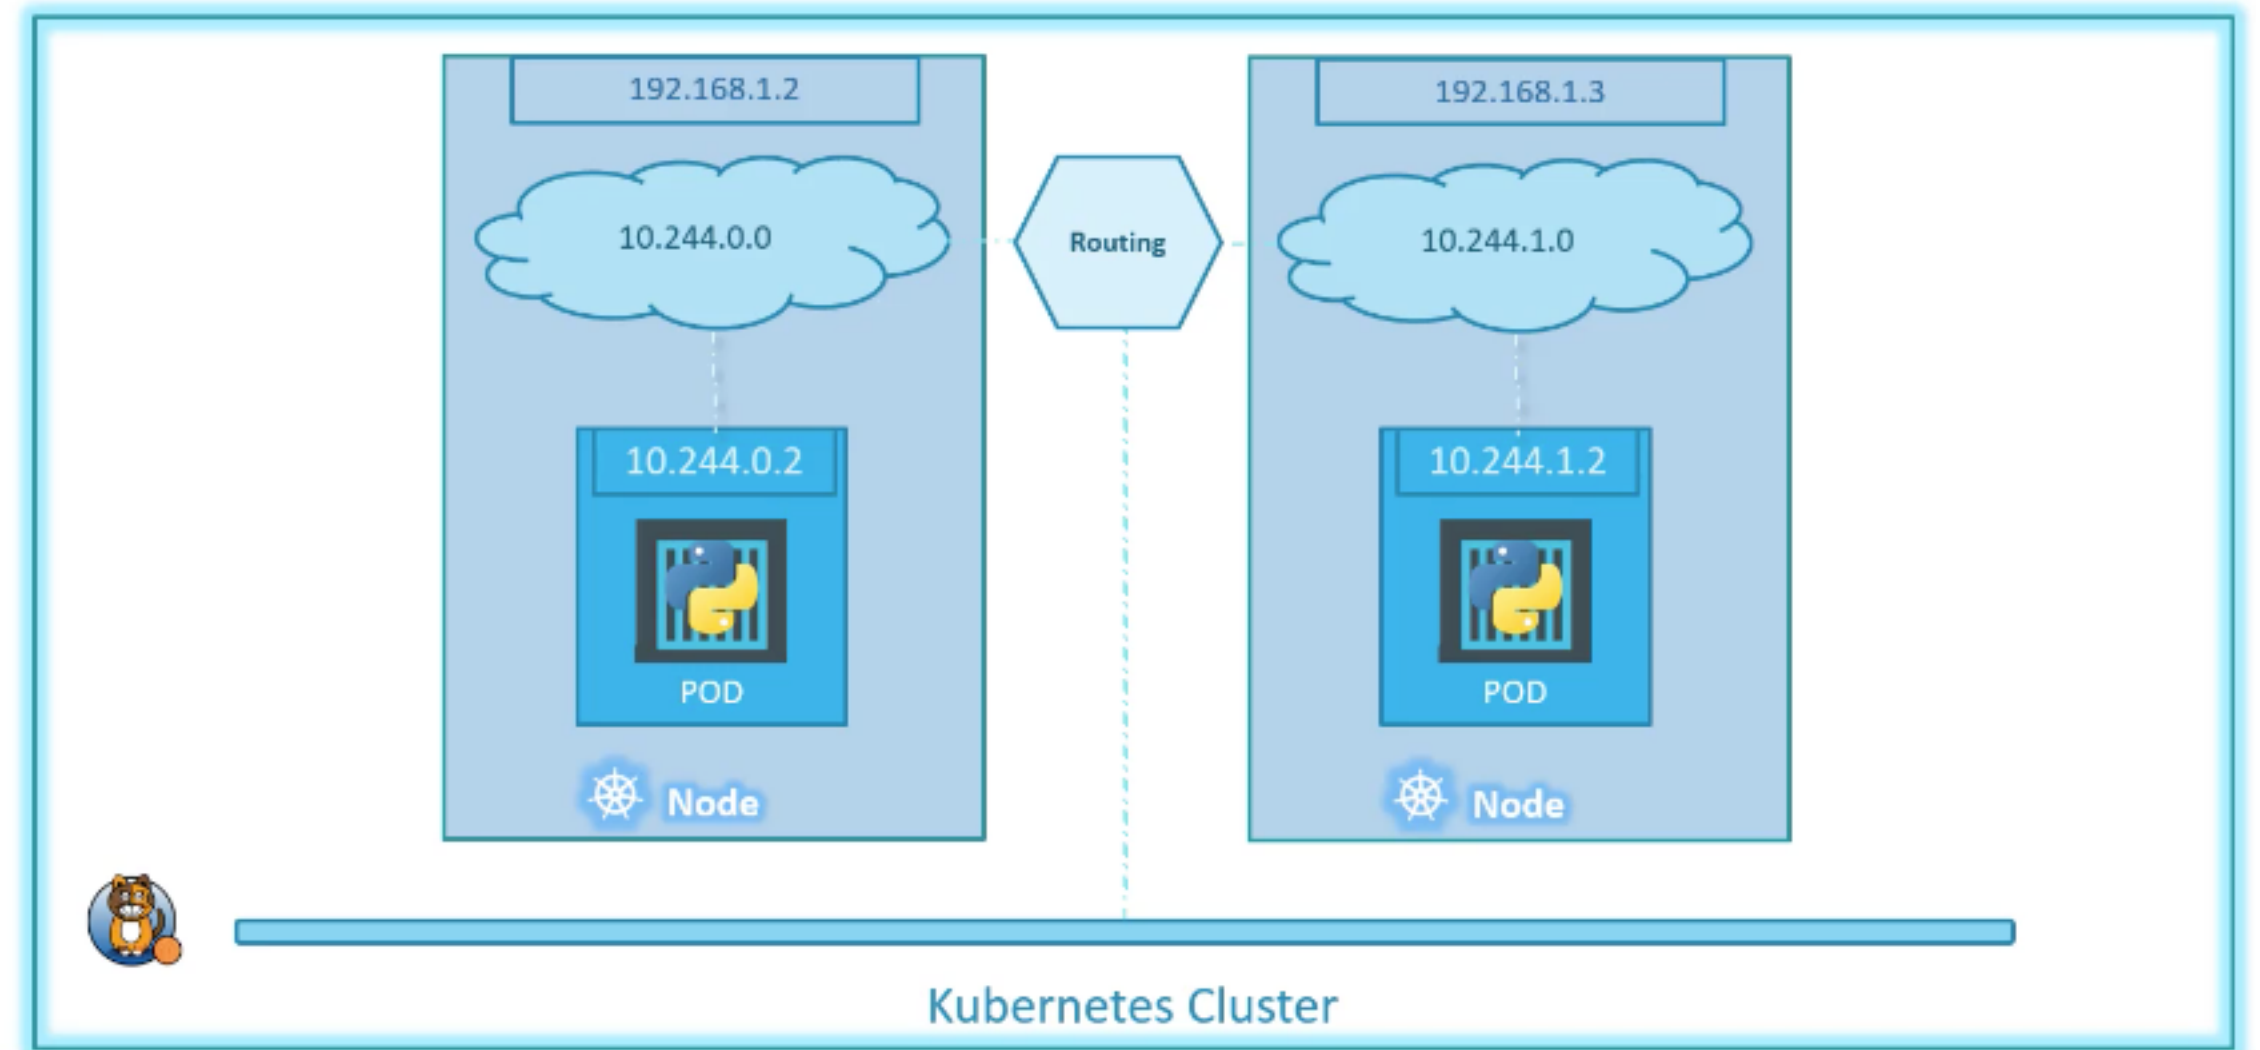 192.168.1.2
192.168.1.3
10.244.0.0
Routing
10.244.1.0
10.244.0.2
10.244.1.2
POD
POD
Node
Node
Kubernetes Cluster